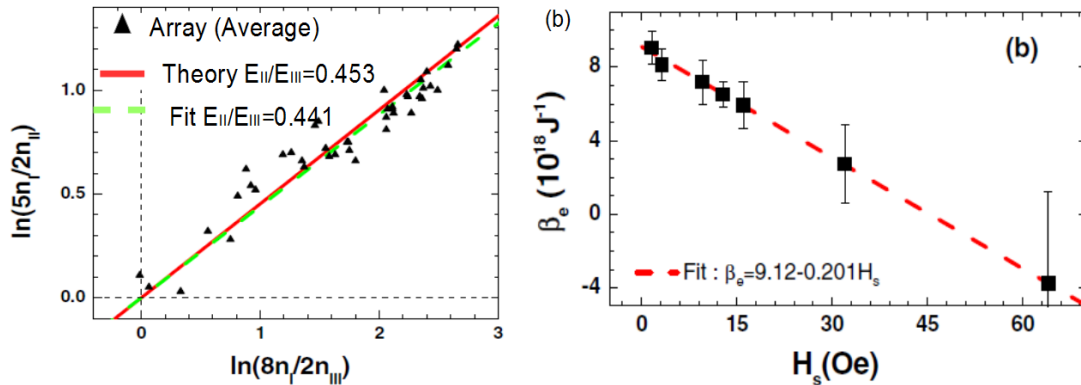 Array (Average)
Theory E_II/E_III=0.453
Fit E_II/E_III=0.441
1.0
0.5
0.0
0
1
2
3
ln(5n_I/2n_II)
ln(8n_I/2n_III)
(b)
(b)
8
4
0
-4
β_e (10^18 J^-1)
Fit : β_e=9.12-0.201H_s
0
15
30
45
60
H_s(Oe)